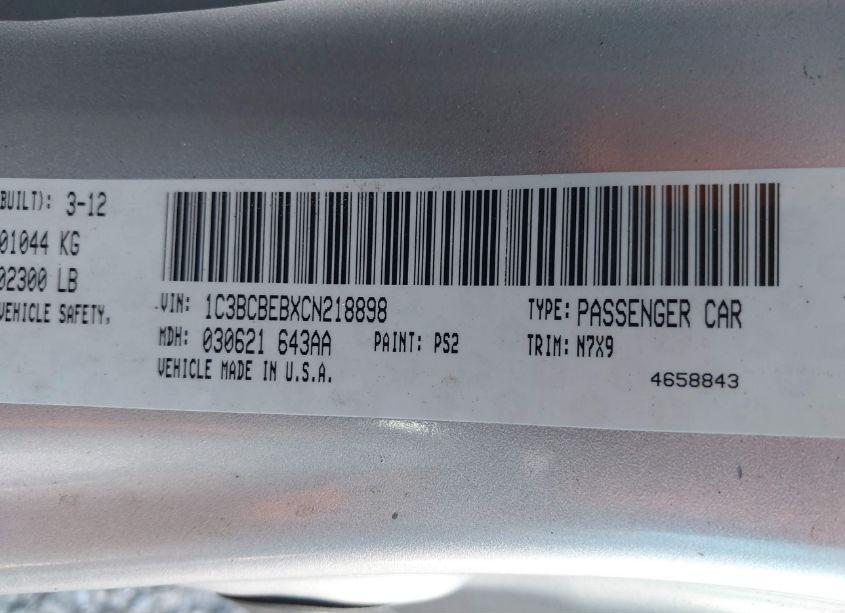 BUILT): 3-12
01044 KG
02300 LB
VEHICLE SAFETY,
VIN: 1C3BCBEBXCN218898
TYPE: PASSENGER CAR
MDH: 030621 643AA
PAINT: PS2
TRIM: N7X9
VEHICLE MADE IN U.S.A.
4658843